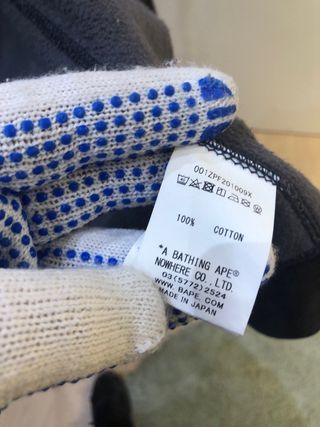 001ZPF201009X
100% COTTON
*A BATHING APE®
NOWHERE CO., LTD.
03(5772)2524
WWW.BAPE.COM
MADE IN JAPAN